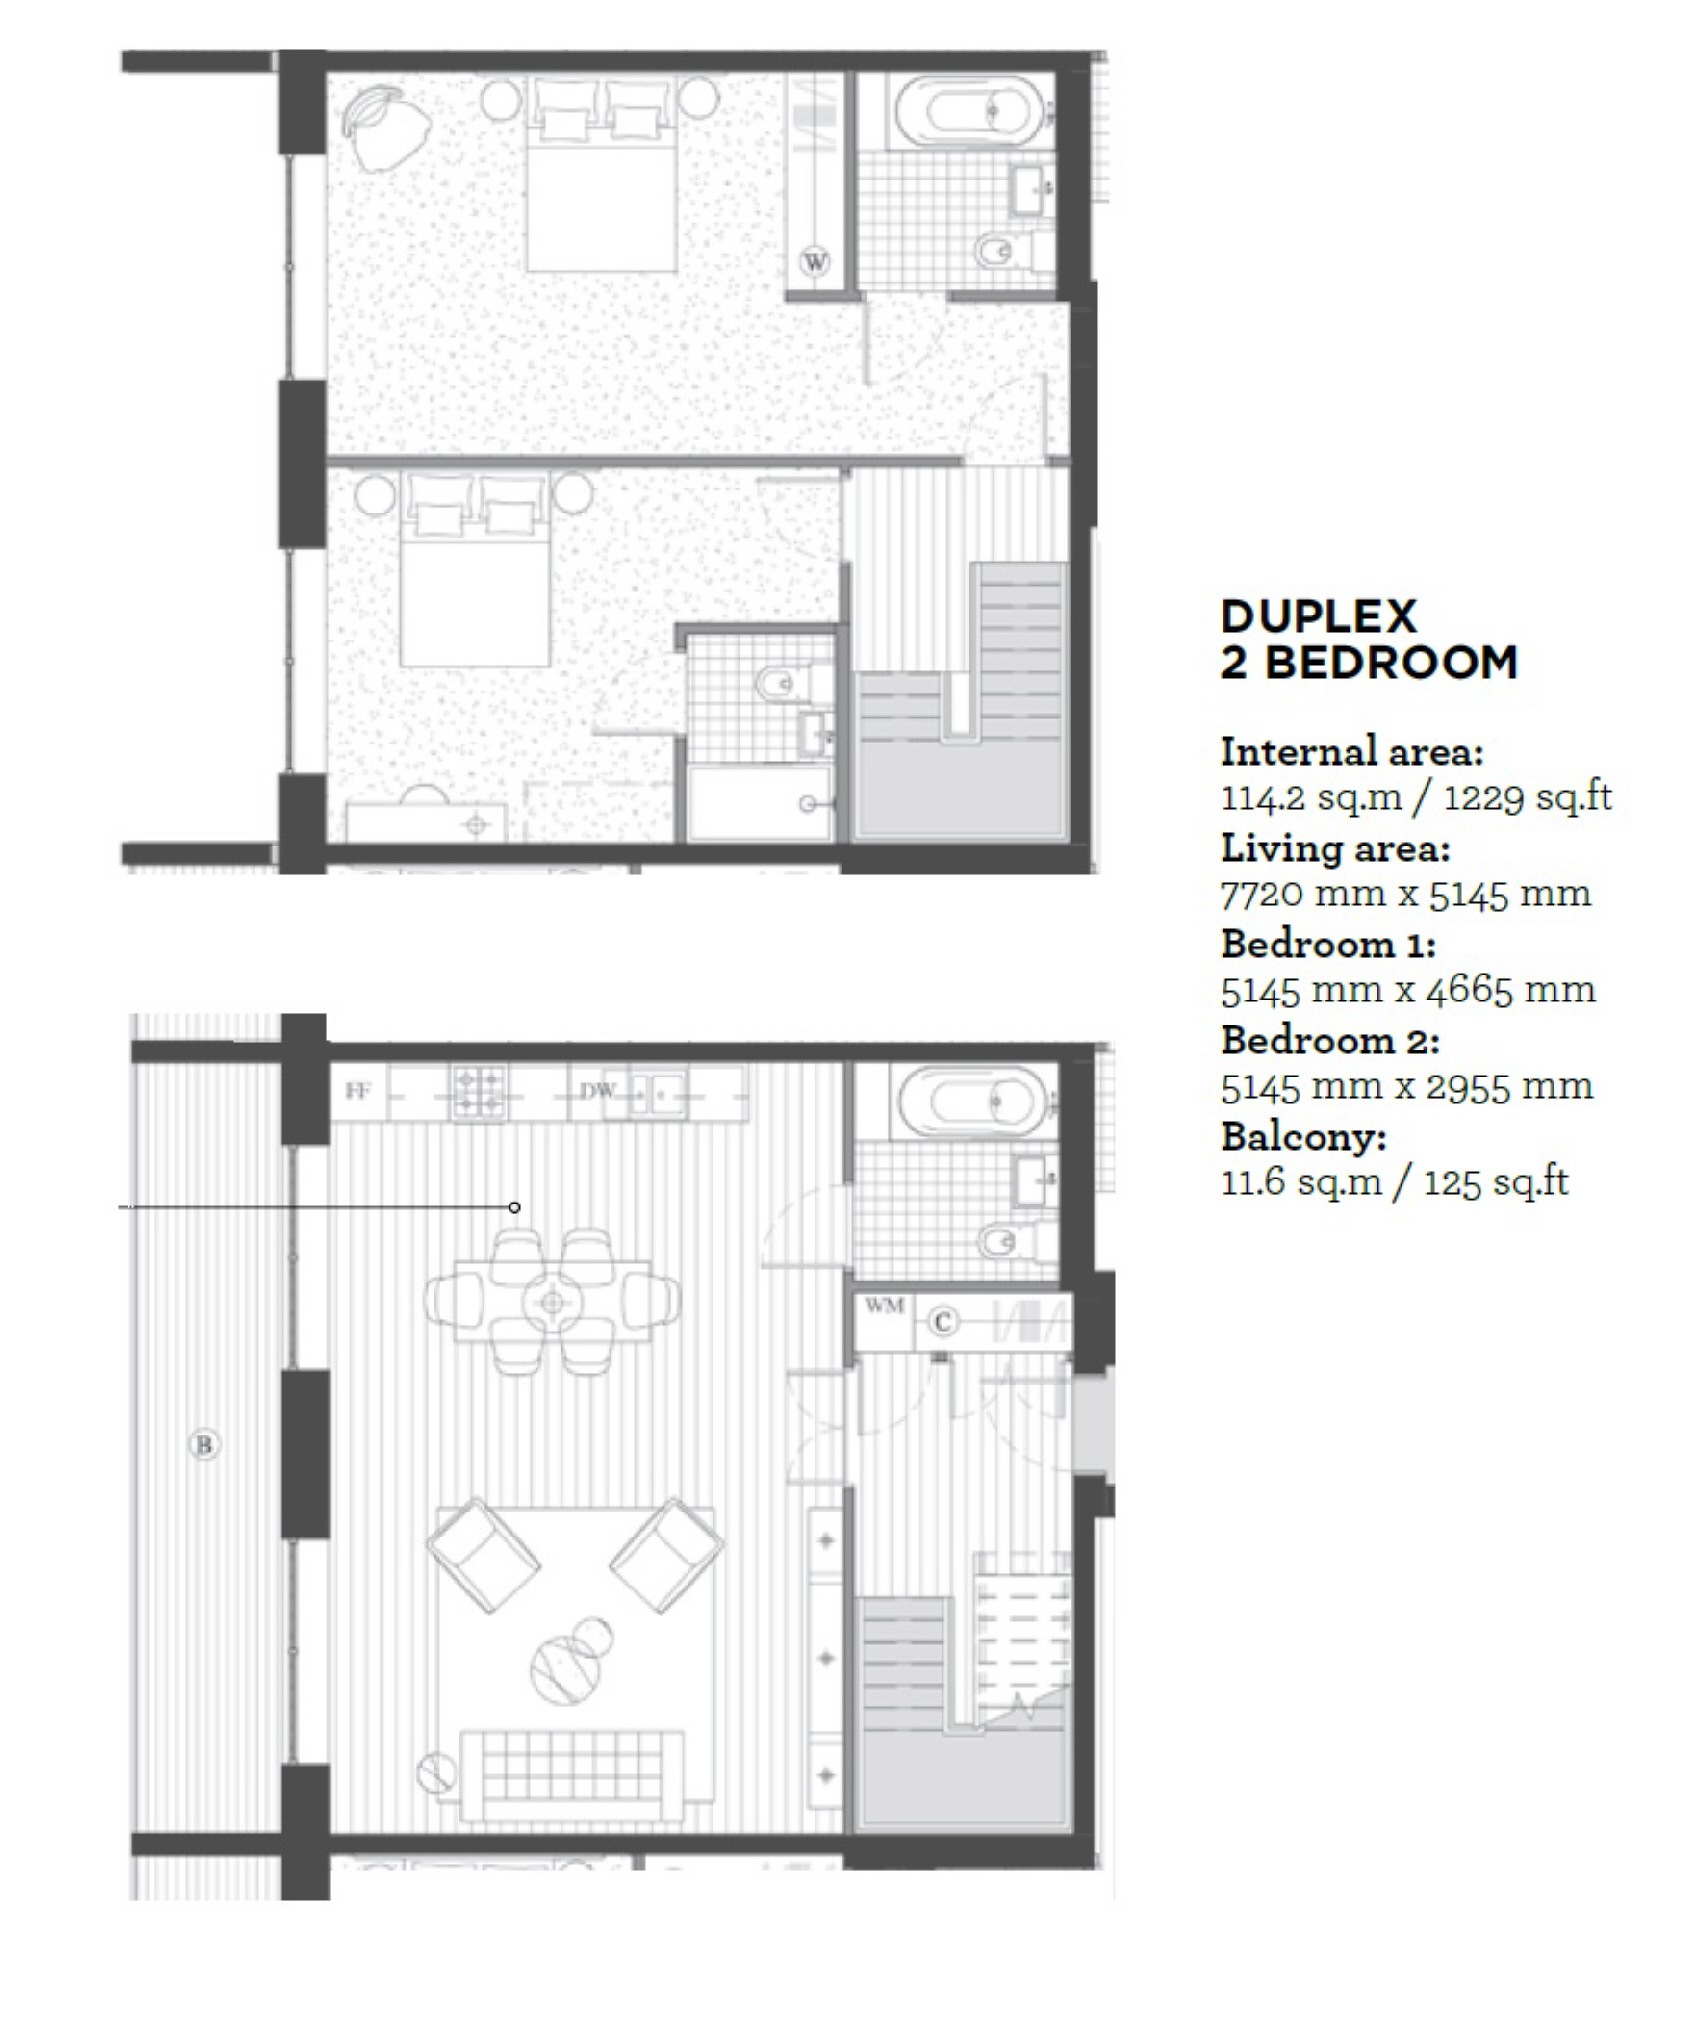 W
DUPLEX
2 BEDROOM
Internal area:
114.2 sq.m / 1229 sq.ft
Living area:
7720 mm x 5145 mm
Bedroom 1:
5145 mm x 4665 mm
Bedroom 2:
5145 mm x 2955 mm
Balcony:
11.6 sq.m / 125 sq.ft
FF
DW
WM
C
B